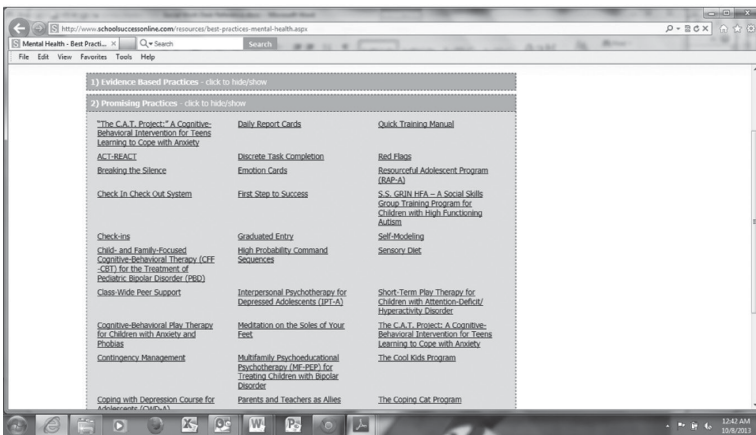 http://www.schoolsuccessonline.com/resources/best-practices-mental-health.aspx
S Mental Health - Best Practi... × Search Search
File Edit View Favorites Tools Help
1) Evidence Based Practices - click to hide/show
2) Promising Practices - click to hide/show
"The C.A.T. Project:" A Cognitive-
Behavioral Intervention for Teens
Learning to Cope with Anxiety
Daily Report Cards
Quick Training Manual
ACT-REACT
Discrete Task Completion
Red Flags
Breaking the Silence
Emotion Cards
Resourceful Adolescent Program
(RAP-A)
Check In Check Out System
First Step to Success
S.S. GRIN HFA – A Social Skills
Group Training Program for
Children with High Functioning
Autism
Check-ins
Graduated Entry
Self-Modeling
Child- and Family-Focused
Cognitive-Behavioral Therapy (CFF
-CBT) for the Treatment of
Pediatric Bipolar Disorder (PBD)
High Probability Command
Sequences
Sensory Diet
Class-Wide Peer Support
Interpersonal Psychotherapy for
Depressed Adolescents (IPT-A)
Short-Term Play Therapy for
Children with Attention-Deficit/
Hyperactivity Disorder
Cognitive-Behavioral Play Therapy
for Children with Anxiety and
Phobias
Meditation on the Soles of Your
Feet
The C.A.T. Project: A Cognitive-
Behavioral Intervention for Teens
Learning to Cope with Anxiety
Contingency Management
Multifamily Psychoeducational
Psychotherapy (MF-PEP) for
Treating Children with Bipolar
Disorder
The Cool Kids Program
Coping with Depression Course for
Adolescents (CWD-A)
Parents and Teachers as Allies
The Coping Cat Program
12:42 AM